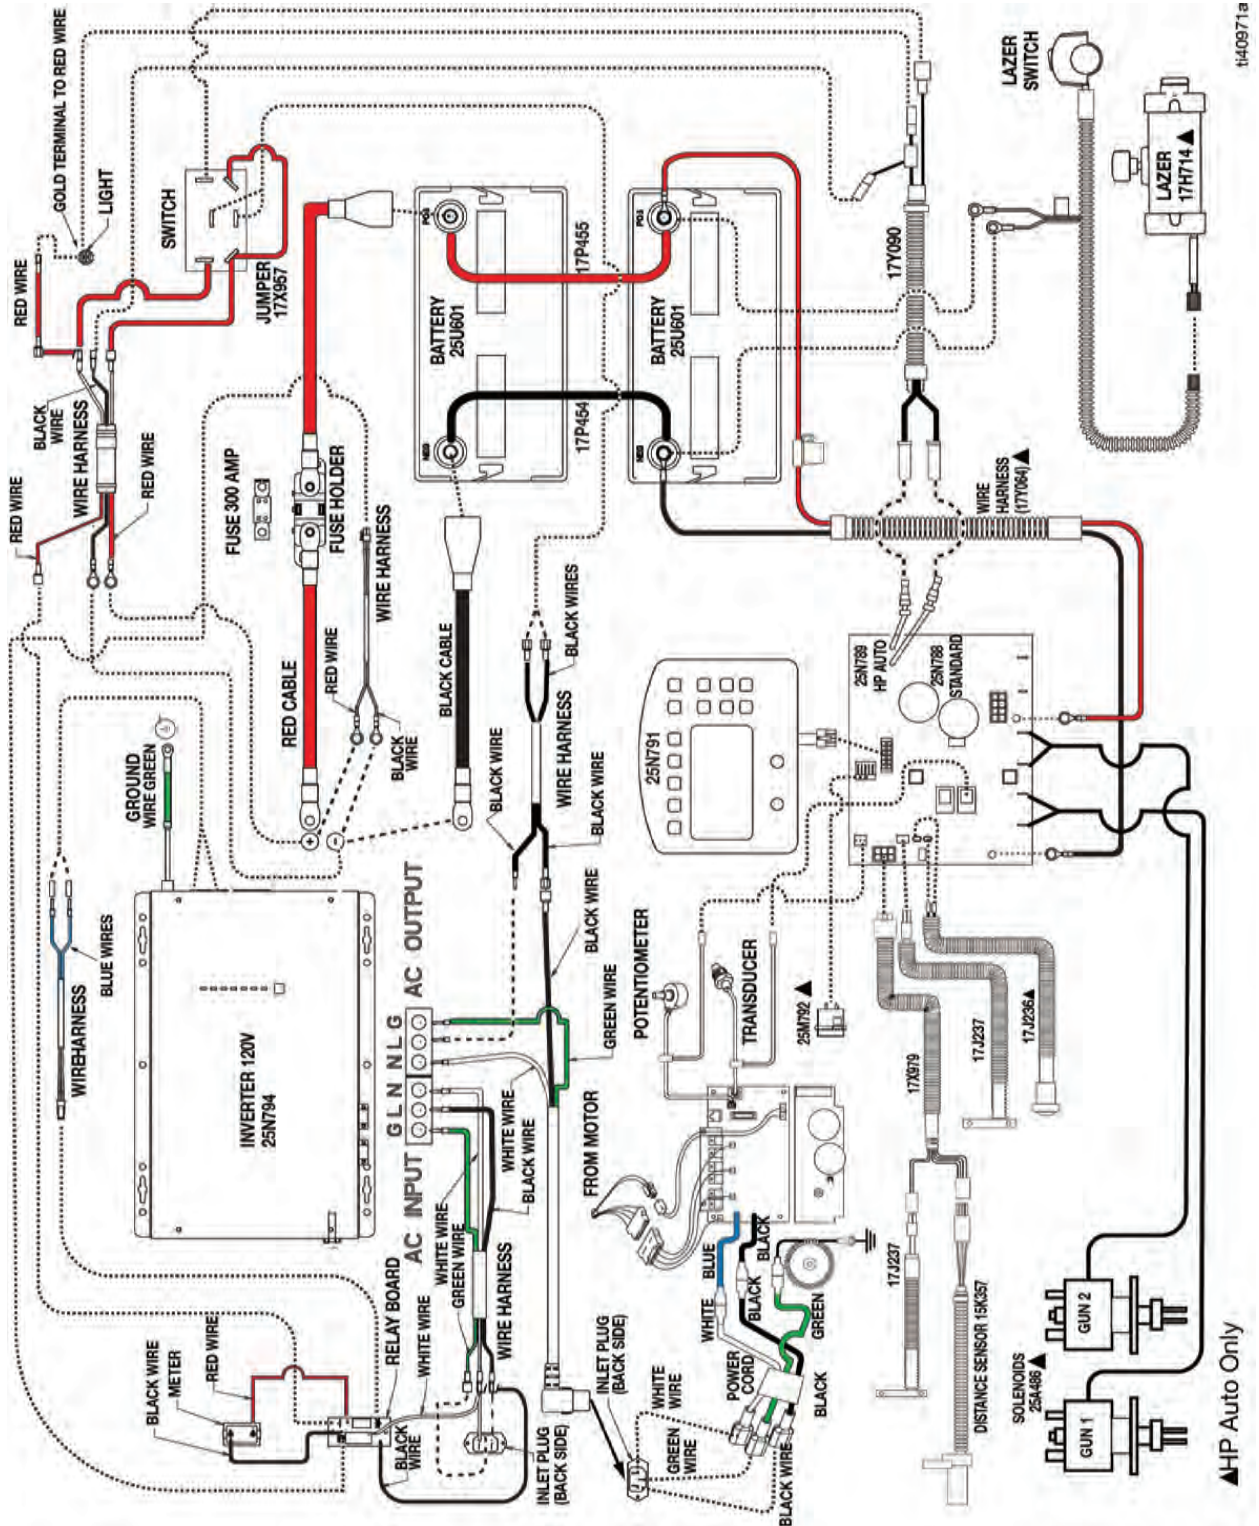 ti40971a
GOLD TERMINAL TO RED WIRE
LIGHT
SWITCH
RED WIRE
JUMPER
17X957
BLACK
WIRE
WIRE HARNESS
RED WIRE
RED WIRE
FUSE 300 AMP
FUSE HOLDER
WIRE HARNESS
RED CABLE
RED WIRE
BLACK
WIRE
POS
NEG
BATTERY
25U601
17P455
17P454
POS
NEG
BATTERY
25U601
17Y090
LAZER
SWITCH
LAZER
17H714▲
WIRE
HARNESS
(17Y064)▲
BLACK CABLE
BLACK WIRES
WIRE HARNESS
BLACK WIRE
BLACK WIRE
GROUND
WIRE GREEN
+
-
WIREHARNESS
BLUE WIRES
INVERTER 120V
25N794
AC INPUT
G L N
N L G
AC OUTPUT
BLACK WIRE
GREEN WIRE
WHITE WIRE
BLACK WIRE
WHITE WIRE
GREEN WIRE
WIRE HARNESS
25N791
25N789
HP AUTO
25N788
STANDARD
POTENTIOMETER
TRANSDUCER
25M792 ▲
FROM MOTOR
17X979
17J237
17J236▲
BLACK WIRE
METER
RED WIRE
RELAY BOARD
WHITE WIRE
BLACK
WIRE
INLET PLUG
(BACK SIDE)
INLET PLUG
(BACK SIDE)
WHITE
WIRE
GREEN
WIRE
BLACK WIRE
POWER
CORD
BLACK
WHITE
BLUE
BLACK
BLACK
GREEN
17J237
DISTANCE SENSOR 15K357
SOLENOIDS
25A486 ▲
GUN 1
GUN 2
▲HP Auto Only